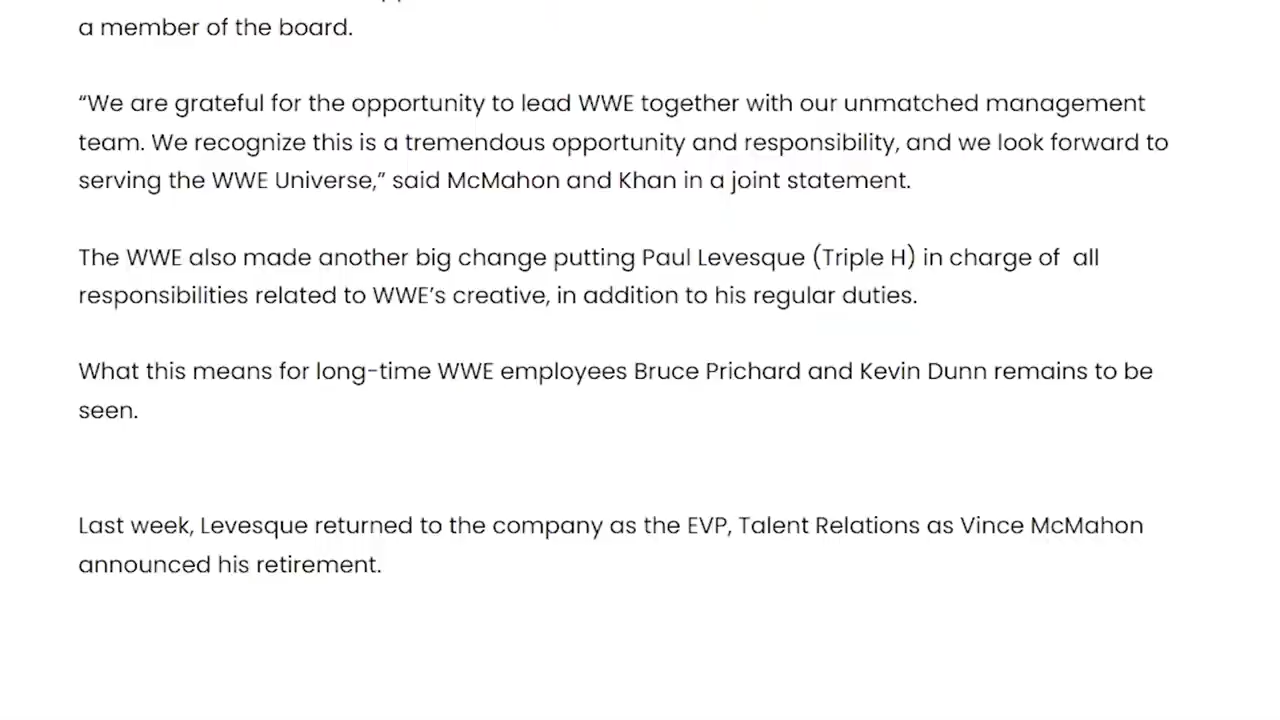 a member of the board.
“We are grateful for the opportunity to lead WWE together with our unmatched management
team. We recognize this is a tremendous opportunity and responsibility, and we look forward to
serving the WWE Universe,” said McMahon and Khan in a joint statement.
The WWE also made another big change putting Paul Levesque (Triple H) in charge of  all
responsibilities related to WWE’s creative, in addition to his regular duties.
What this means for long-time WWE employees Bruce Prichard and Kevin Dunn remains to be
seen.
Last week, Levesque returned to the company as the EVP, Talent Relations as Vince McMahon
announced his retirement.